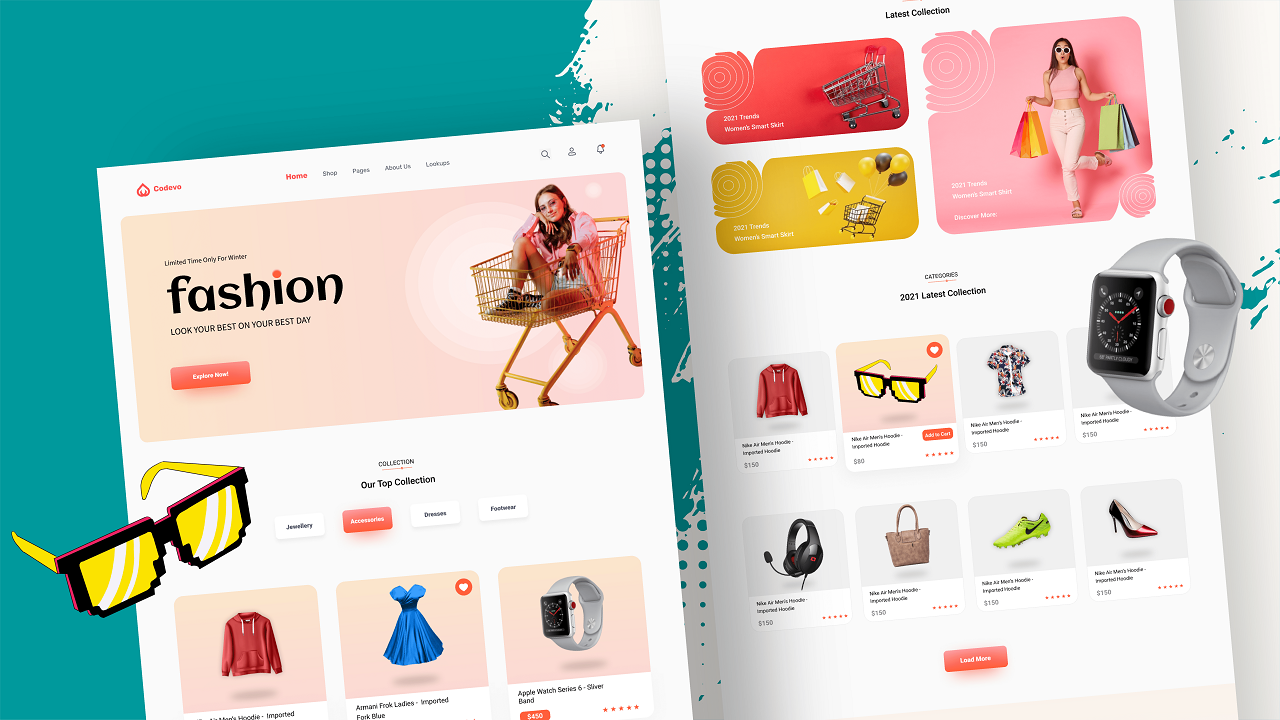 Codevo
Home
Shop
Pages
About Us
Lookups
Limited Time Only For Winter
fashion
LOOK YOUR BEST ON YOUR BEST DAY
Explore Now!
COLLECTION
Our Top Collection
Jewellery
Accessories
Dresses
Footwear
Air Men's Hoodie - Imported
Armani Frok Ladies - Imported
Fork Blue
Apple Watch Series 6 - Sliver
Band
$450
Latest Collection
2021 Trends
Women's Smart Skirt
2021 Trends
Women's Smart Skirt
2021 Trends
Women's Smart Skirt
Discover More!
CATEGORIES
2021 Latest Collection
Nike Air Men's Hoodie -
Imported Hoodie
$150
Nike Air Men's Hoodie -
Imported Hoodie
Add to Cart
$80
Nike Air Men's Hoodie -
Imported Hoodie
$150
Nike Air Men's Hoodie -
Imported Hoodie
$150
Nike Air Men's Hoodie -
Imported Hoodie
$150
Nike Air Men's Hoodie -
Imported Hoodie
$150
Nike Air Men's Hoodie -
Imported Hoodie
$150
Nike Air Men's Hoodie -
Imported Hoodie
$150
Load More